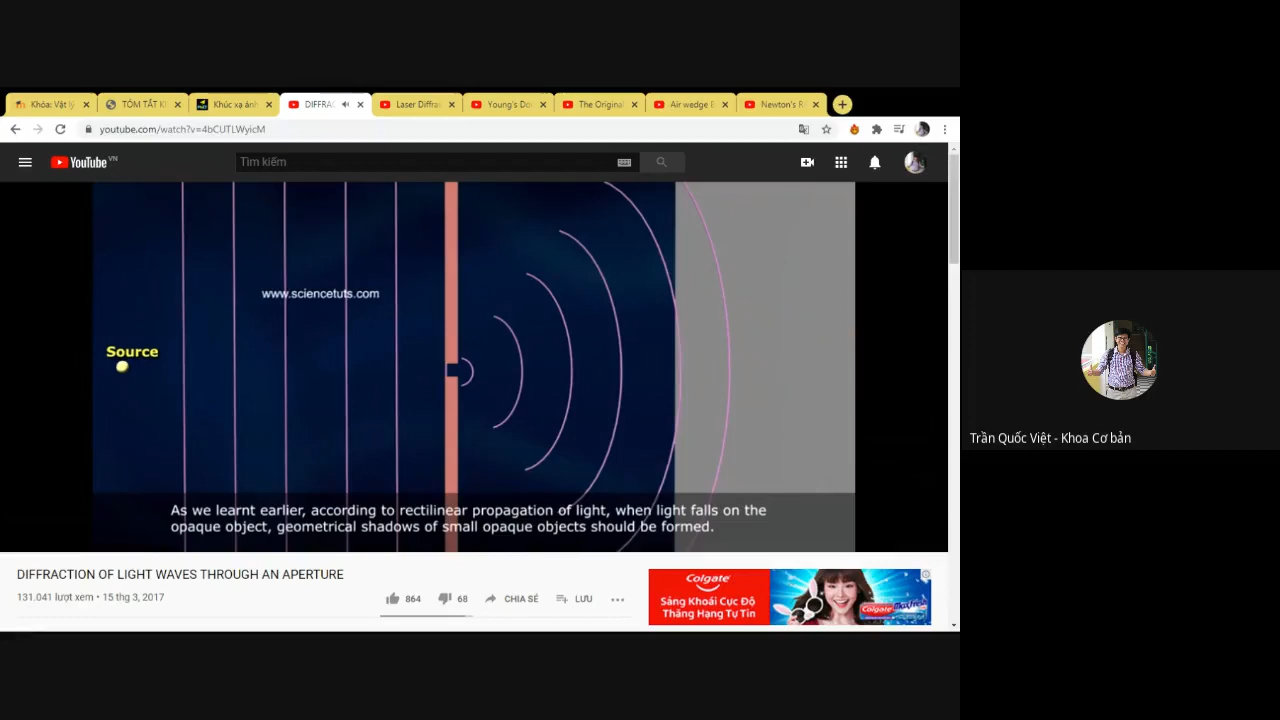 Khóa: Vật lý
TÓM TẮT K
Khúc xạ ánh
DIFFRAC
Laser Diffra
Young's Do
The Original
Air wedge E
Newton's R
youtube.com/watch?v=4bCUTLWyicM
YouTube VN
Tìm kiếm
www.sciencetuts.com
Source
As we learnt earlier, according to rectilinear propagation of light, when light falls on the
opaque object, geometrical shadows of small opaque objects should be formed.
DIFFRACTION OF LIGHT WAVES THROUGH AN APERTURE
131.041 lượt xem • 15 thg 3, 2017
864
68
CHIA SẺ
LƯU
Colgate
Sảng Khoái Cực Độ
Thăng Hạng Tự Tin
Colgate
Trần Quốc Việt - Khoa Cơ bản